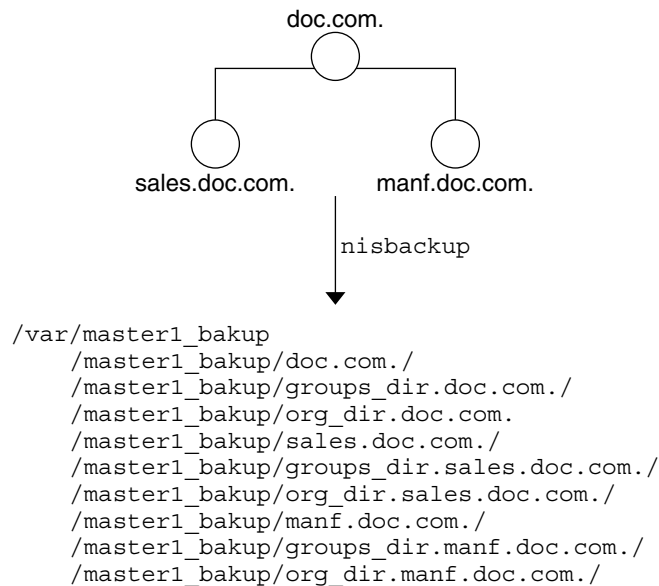 doc.com.
sales.doc.com. manf.doc.com.
nisbackup
/var/master1_bakup
/master1_bakup/doc.com./
/master1_bakup/groups_dir.doc.com./
/master1_bakup/org_dir.doc.com.
/master1_bakup/sales.doc.com./
/master1_bakup/groups_dir.sales.doc.com./
/master1_bakup/org_dir.sales.doc.com./
/master1_bakup/manf.doc.com./
/master1_bakup/groups_dir.manf.doc.com./
/master1_bakup/org_dir.manf.doc.com./